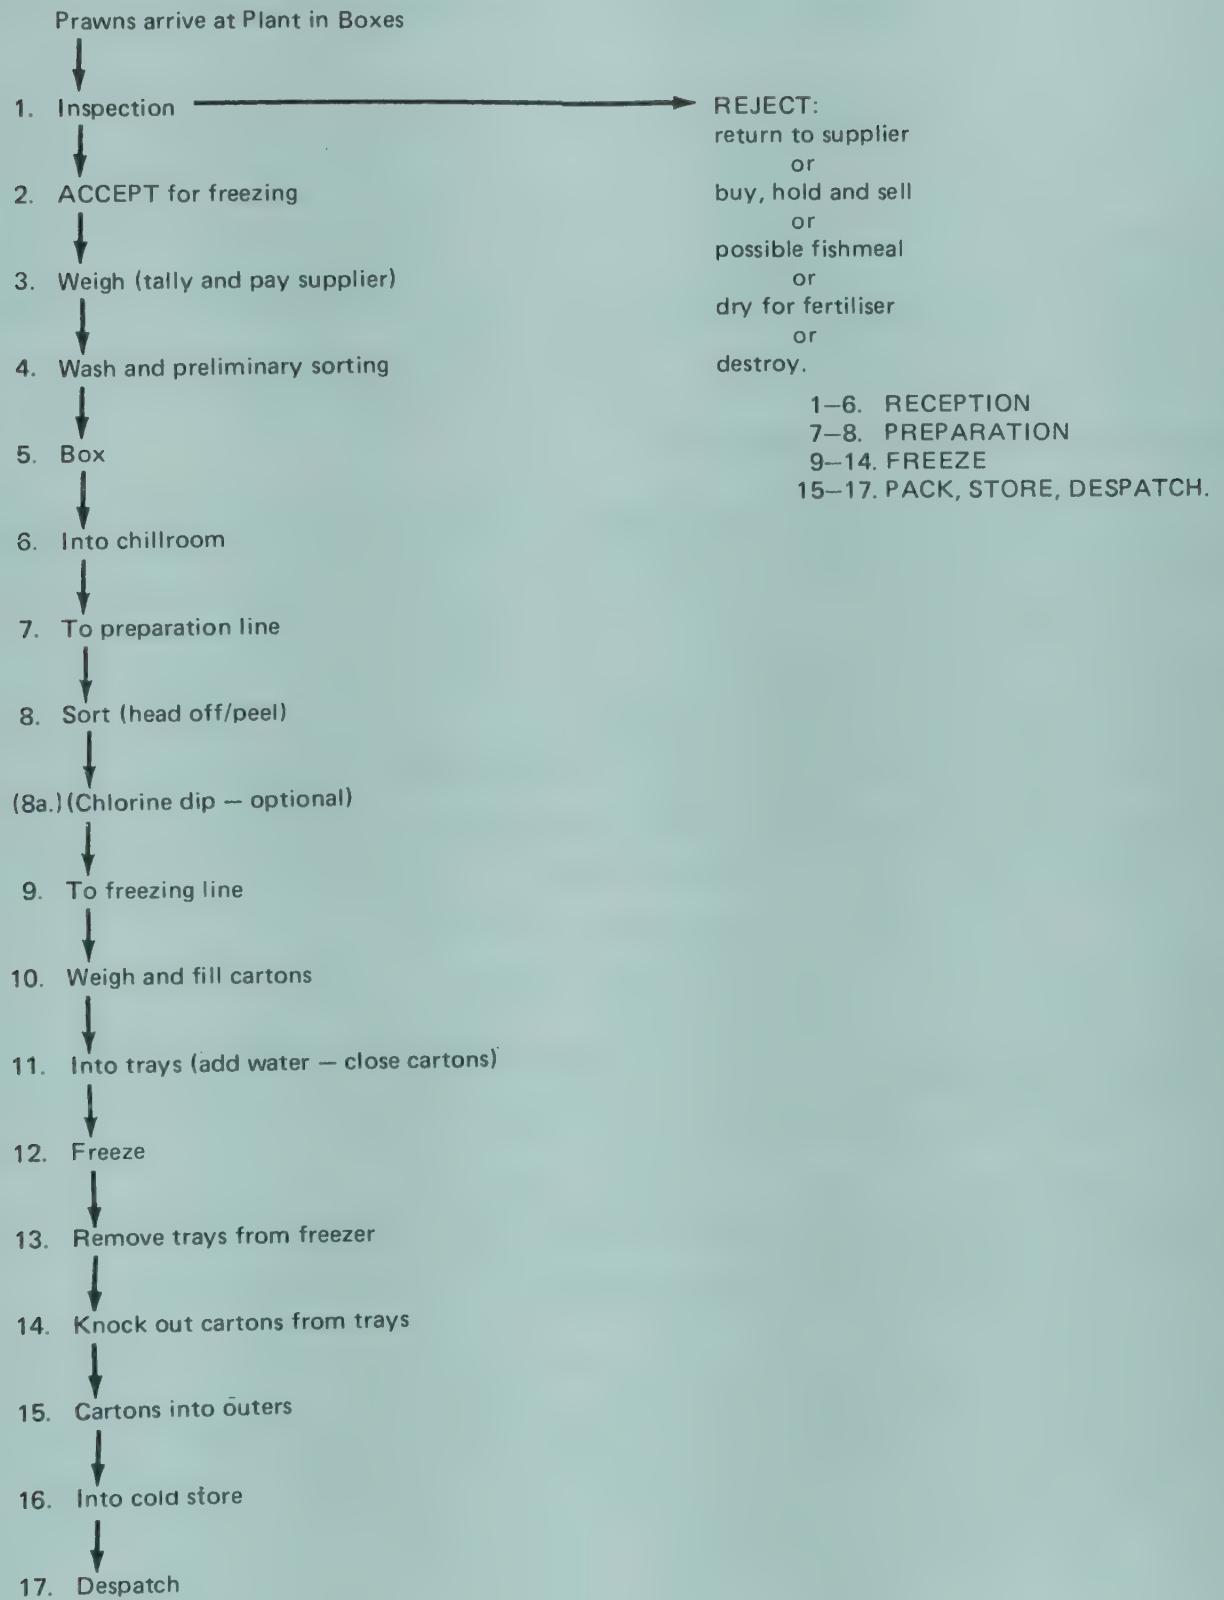 Prawns arrive at Plant in Boxes
1. Inspection
2. ACCEPT for freezing
3. Weigh (tally and pay supplier)
4. Wash and preliminary sorting
5. Box
6. Into chillroom
7. To preparation line
8. Sort (head off/peel)
(8a.) (Chlorine dip — optional)
9. To freezing line
10. Weigh and fill cartons
11. Into trays (add water — close cartons)
12. Freeze
13. Remove trays from freezer
14. Knock out cartons from trays
15. Cartons into outers
16. Into cold store
17. Despatch
REJECT:
return to supplier
or
buy, hold and sell
or
possible fishmeal
or
dry for fertiliser
or
destroy.
1—6. RECEPTION
7—8. PREPARATION
9—14. FREEZE
15—17. PACK, STORE, DESPATCH.